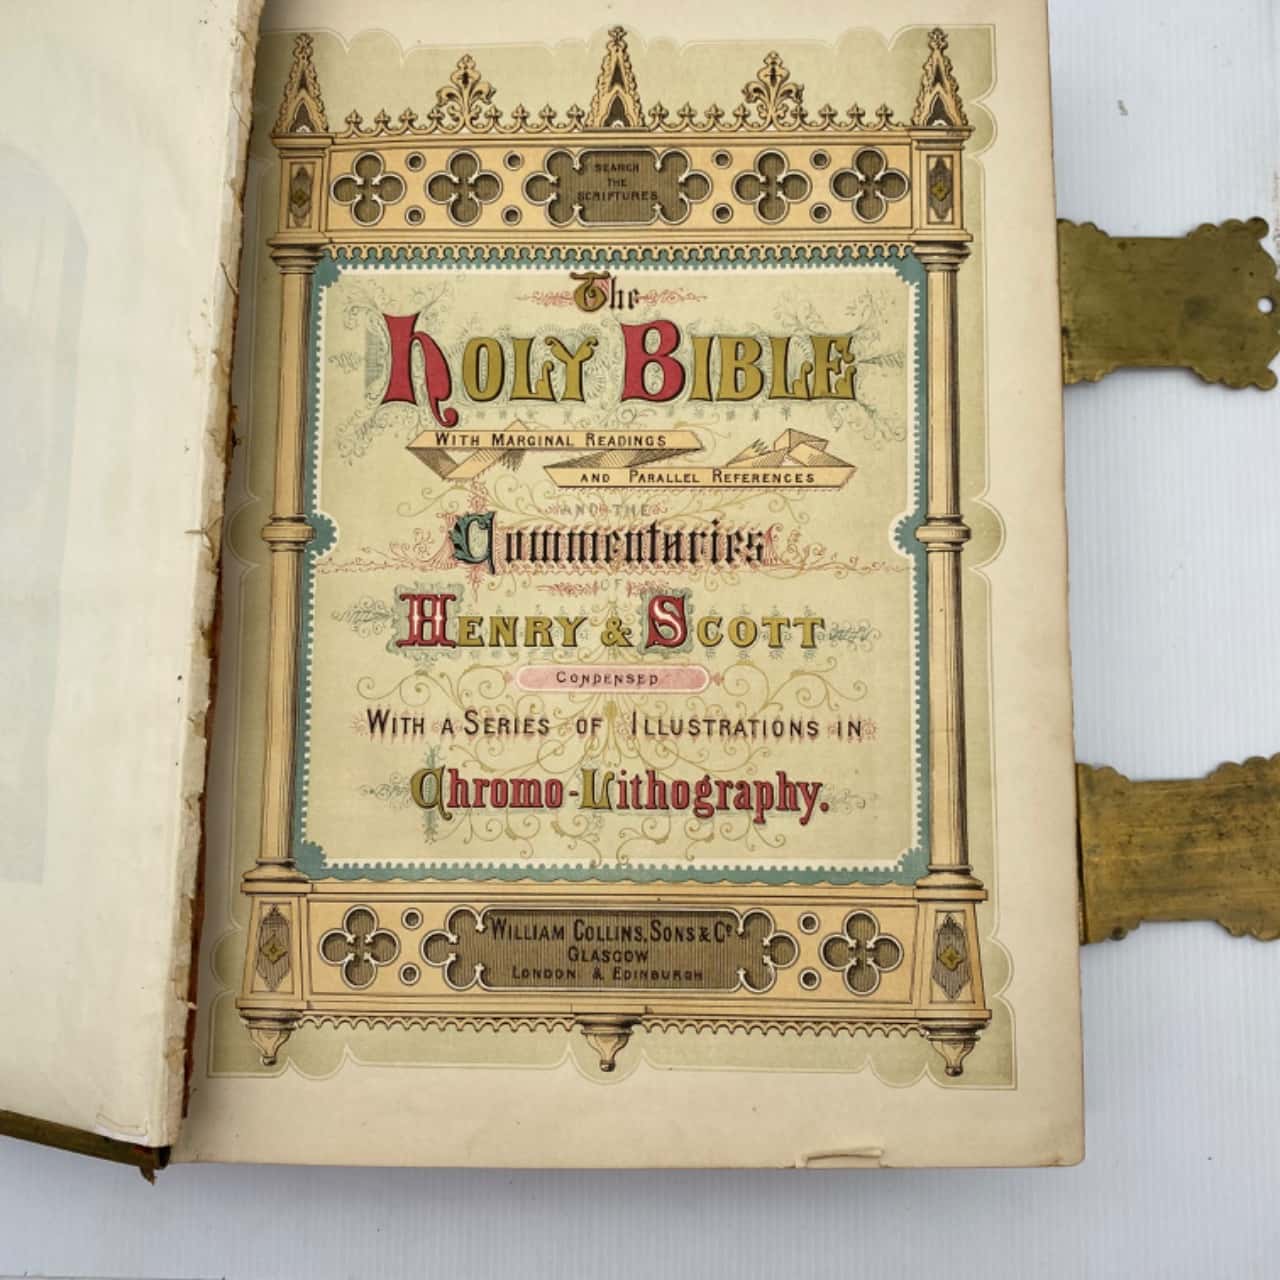 SEARCH
THE
SCRIPTURES
The
HOLY BIBLE
WITH MARGINAL READINGS
AND PARALLEL REFERENCES
AND THE
Commentaries
OF
HENRY & SCOTT
CONDENSED
WITH A SERIES OF ILLUSTRATIONS IN
Chromo-Lithography.
WILLIAM COLLINS, SONS & Co
GLASGOW
LONDON & EDINBURGH